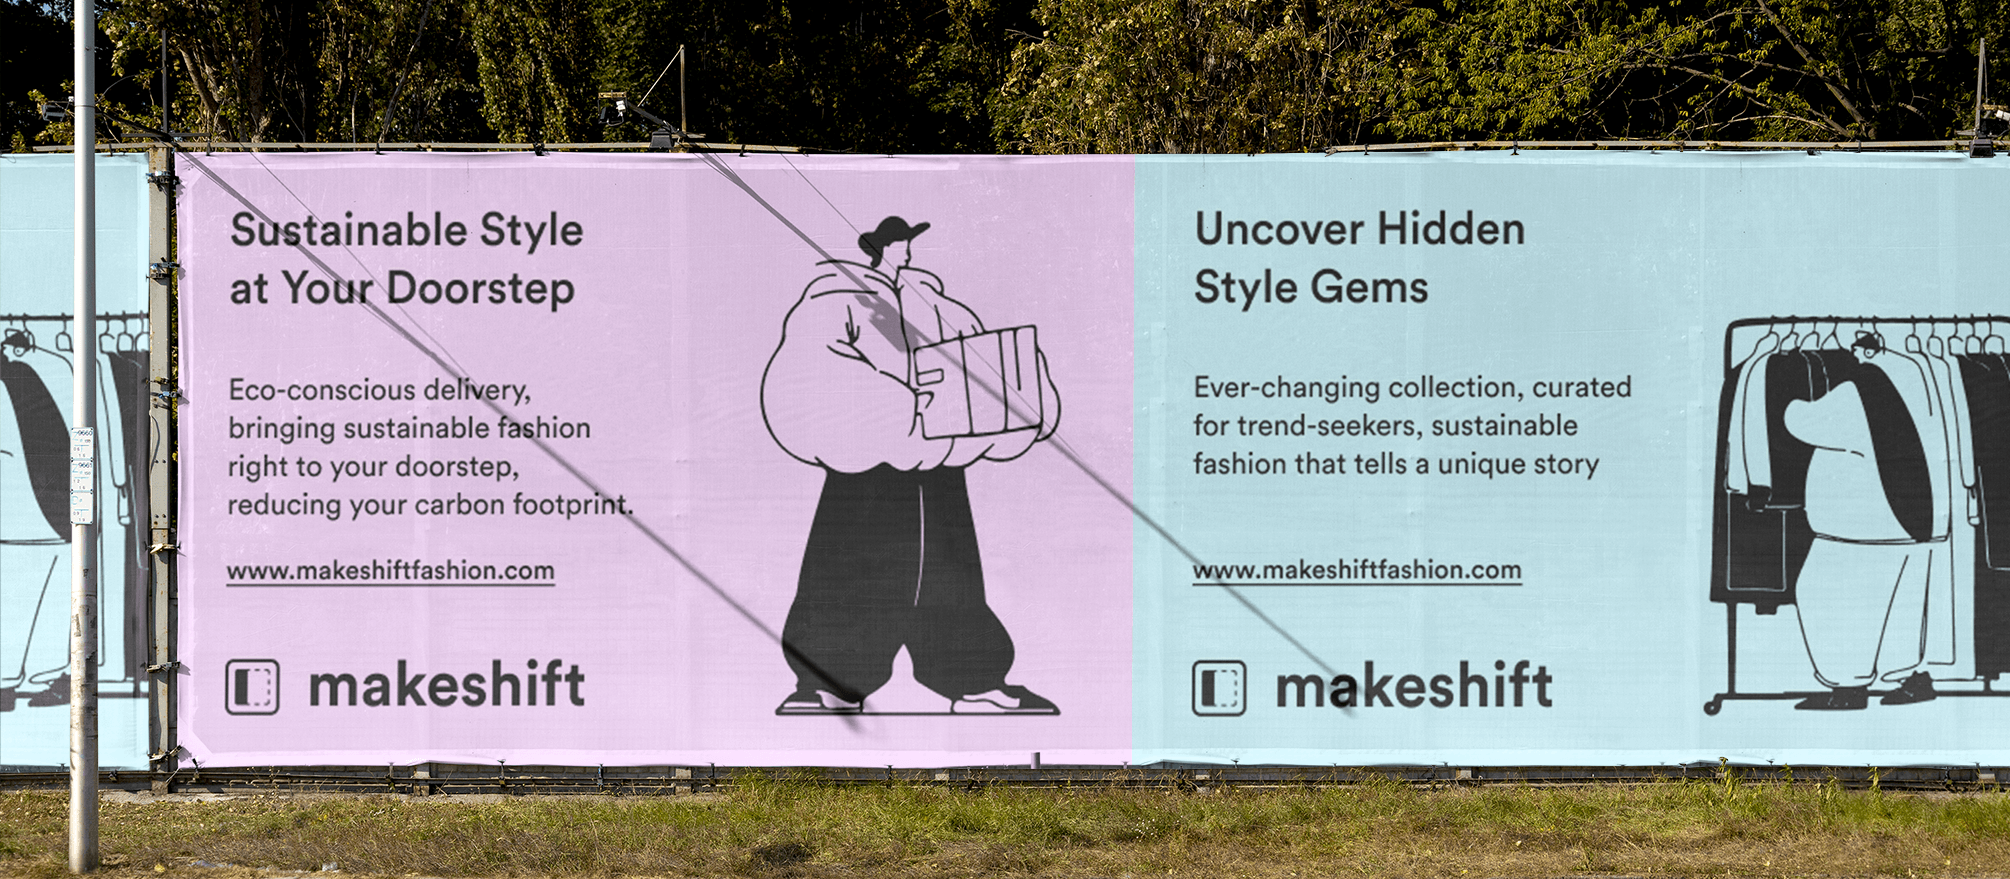 Sustainable Style
at Your Doorstep
Eco-conscious delivery,
bringing sustainable fashion
right to your doorstep,
reducing your carbon footprint.
www.makeshiftfashion.com
makeshift
Uncover Hidden
Style Gems
Ever-changing collection, curated
for trend-seekers, sustainable
fashion that tells a unique story
www.makeshiftfashion.com
makeshift